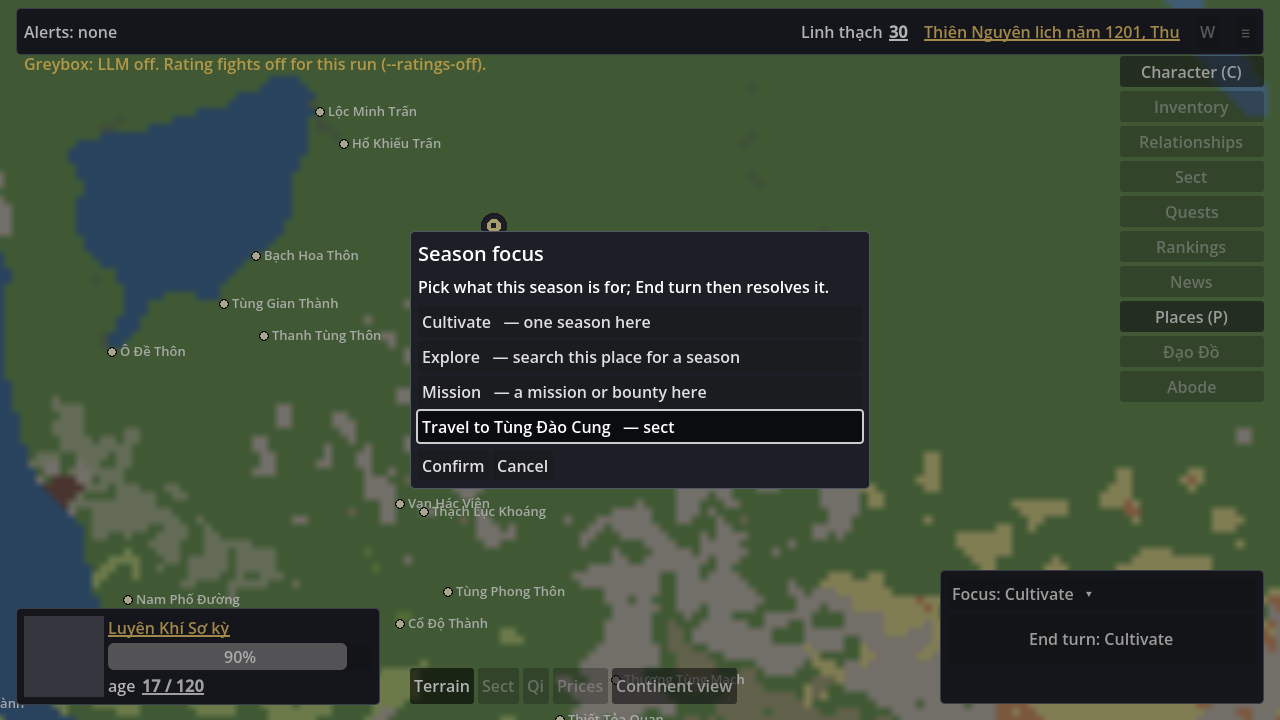 Alerts: none
Linh thạch 30 Thiên Nguyên lich năm 1201, Thu W ≡
Greybox: LLM off. Rating fights off for this run (--ratings-off).
Character (C)
Inventory
Relationships
Sect
Quests
Rankings
News
Places (P)
Đạo Đồ
Abode
Lộc Minh Trấn
Hổ Khiếu Trấn
Bạch Hoa Thôn
Tùng Gian Thành
Thanh Tùng Thôn
Ô Đề Thôn
Season focus
Pick what this season is for; End turn then resolves it.
Cultivate — one season here
Explore — search this place for a season
Mission — a mission or bounty here
Travel to Tùng Đào Cung — sect
Confirm Cancel
Vạn Hác Viện
Thạch Lục Khoáng
Tùng Phong Thôn
Nam Phố Đường
Cố Độ Thành
Focus: Cultivate ▾
End turn: Cultivate
Luyện Khí Sơ kỳ
90%
age 17 / 120
Terrain Sect Qi Prices Continent view
Thượng Tùng Mạch
Thiết Tỏa Quan